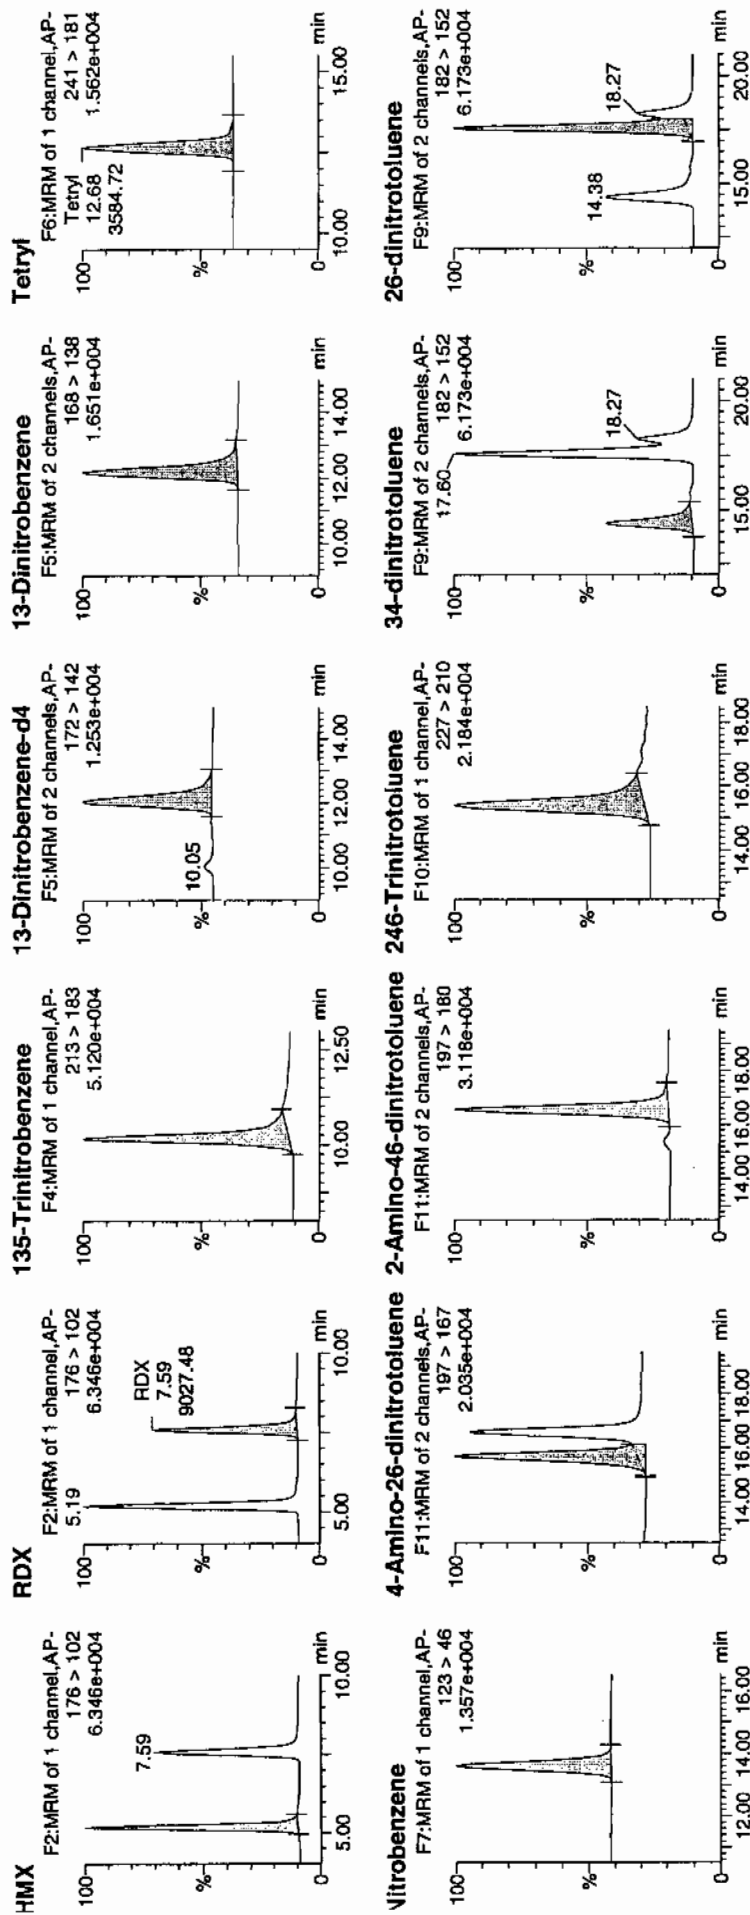 HMX
F2:MRM of 1 channel,AP-
176 > 102
6.346e+004
100
7.59
%
0
5.00
10.00
min
RDX
F2:MRM of 1 channel,AP-
176 > 102
6.346e+004
100
5.19
RDX
7.59
9027.48
%
0
5.00
10.00
min
135-Trinitrobenzene
F4:MRM of 1 channel,AP-
213 > 183
5.120e+004
100
%
0
10.00
12.50
min
13-Dinitrobenzene-d4
F5:MRM of 2 channels,AP-
172 > 142
1.253e+004
100
10.05
%
0
10.00
12.00
14.00
min
13-Dinitrobenzene
F5:MRM of 2 channels,AP-
168 > 138
1.651e+004
100
%
0
10.00
12.00
14.00
min
Tetryl
F6:MRM of 1 channel,AP-
241 > 181
1.562e+004
100
Tetryl
12.68
3584.72
%
0
10.00
15.00
min
Nitrobenzene
F7:MRM of 1 channel,AP-
123 > 46
1.357e+004
100
%
0
12.00
14.00
16.00
min
4-Amino-26-dinitrotoluene
F11:MRM of 2 channels,AP-
197 > 167
2.035e+004
100
%
0
14.00
16.00
18.00
min
2-Amino-46-dinitrotoluene
F11:MRM of 2 channels,AP-
197 > 180
3.118e+004
100
%
0
14.00
16.00
18.00
min
246-Trinitrotoluene
F10:MRM of 1 channel,AP-
227 > 210
2.184e+004
100
%
0
14.00
16.00
18.00
min
34-dinitrotoluene
F9:MRM of 2 channels,AP-
182 > 152
6.173e+004
100
17.60
18.27
%
0
15.00
20.00
min
26-dinitrotoluene
F9:MRM of 2 channels,AP-
182 > 152
6.173e+004
100
14.38
18.27
%
0
15.00
20.00
min